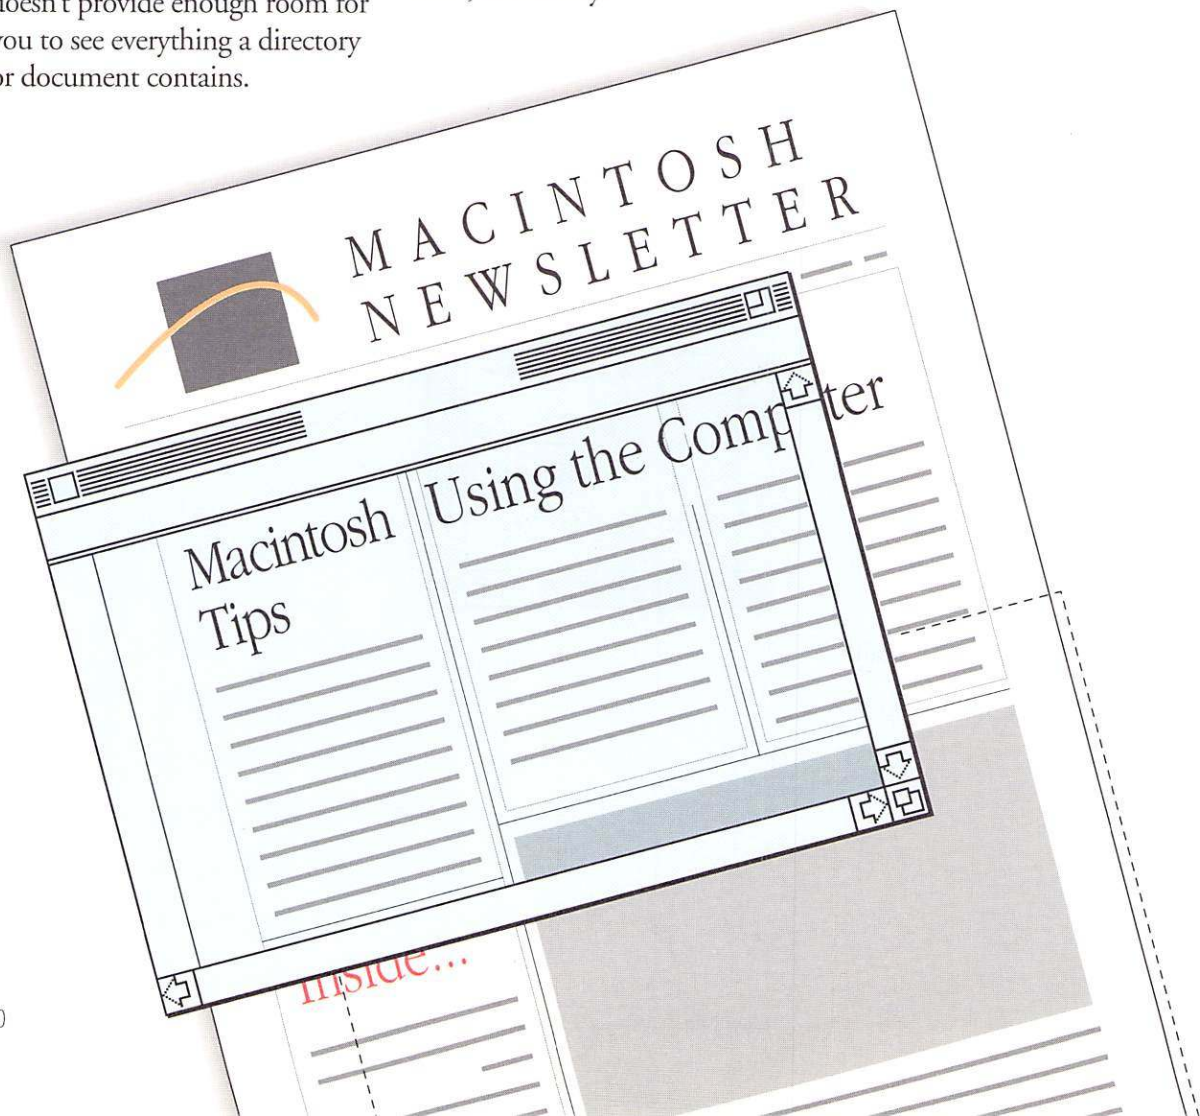 doesn't provide enough room for
you to see everything a directory
or document contains.
MACINTOSH
NEWSLETTER
Using the Computer
Macintosh
Tips
Inside...